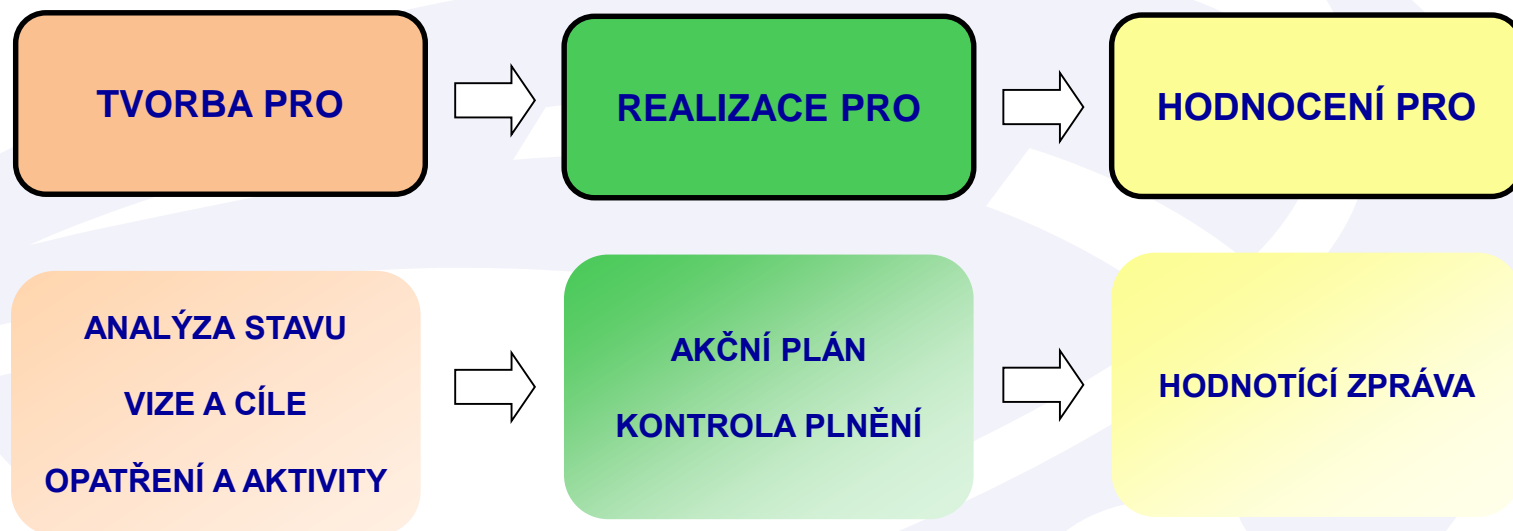 TVORBA PRO
REALIZACE PRO
HODNOCENÍ PRO
ANALÝZA STAVU
VIZE A CÍLE
OPATŘENÍ A AKTIVITY
AKČNÍ PLÁN
KONTROLA PLNĚNÍ
HODNOTÍCÍ ZPRÁVA